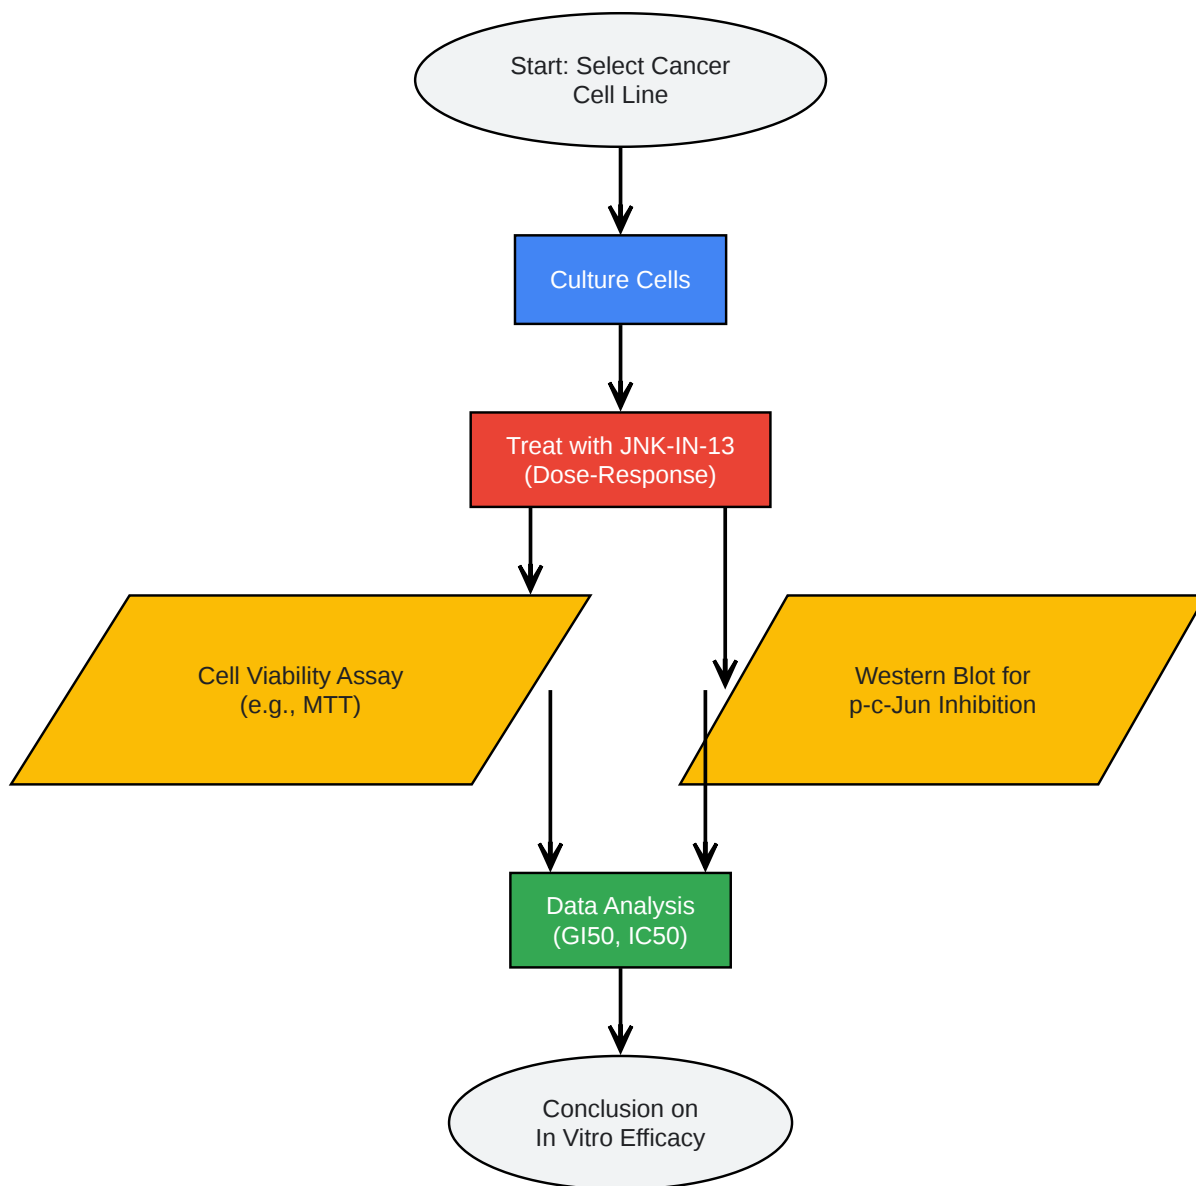 Start: Select Cancer
Cell Line
Culture Cells
Treat with JNK-IN-13
(Dose-Response)
Cell Viability Assay
(e.g., MTT)
Western Blot for
p-c-Jun Inhibition
Data Analysis
(GI50, IC50)
Conclusion on
In Vitro Efficacy